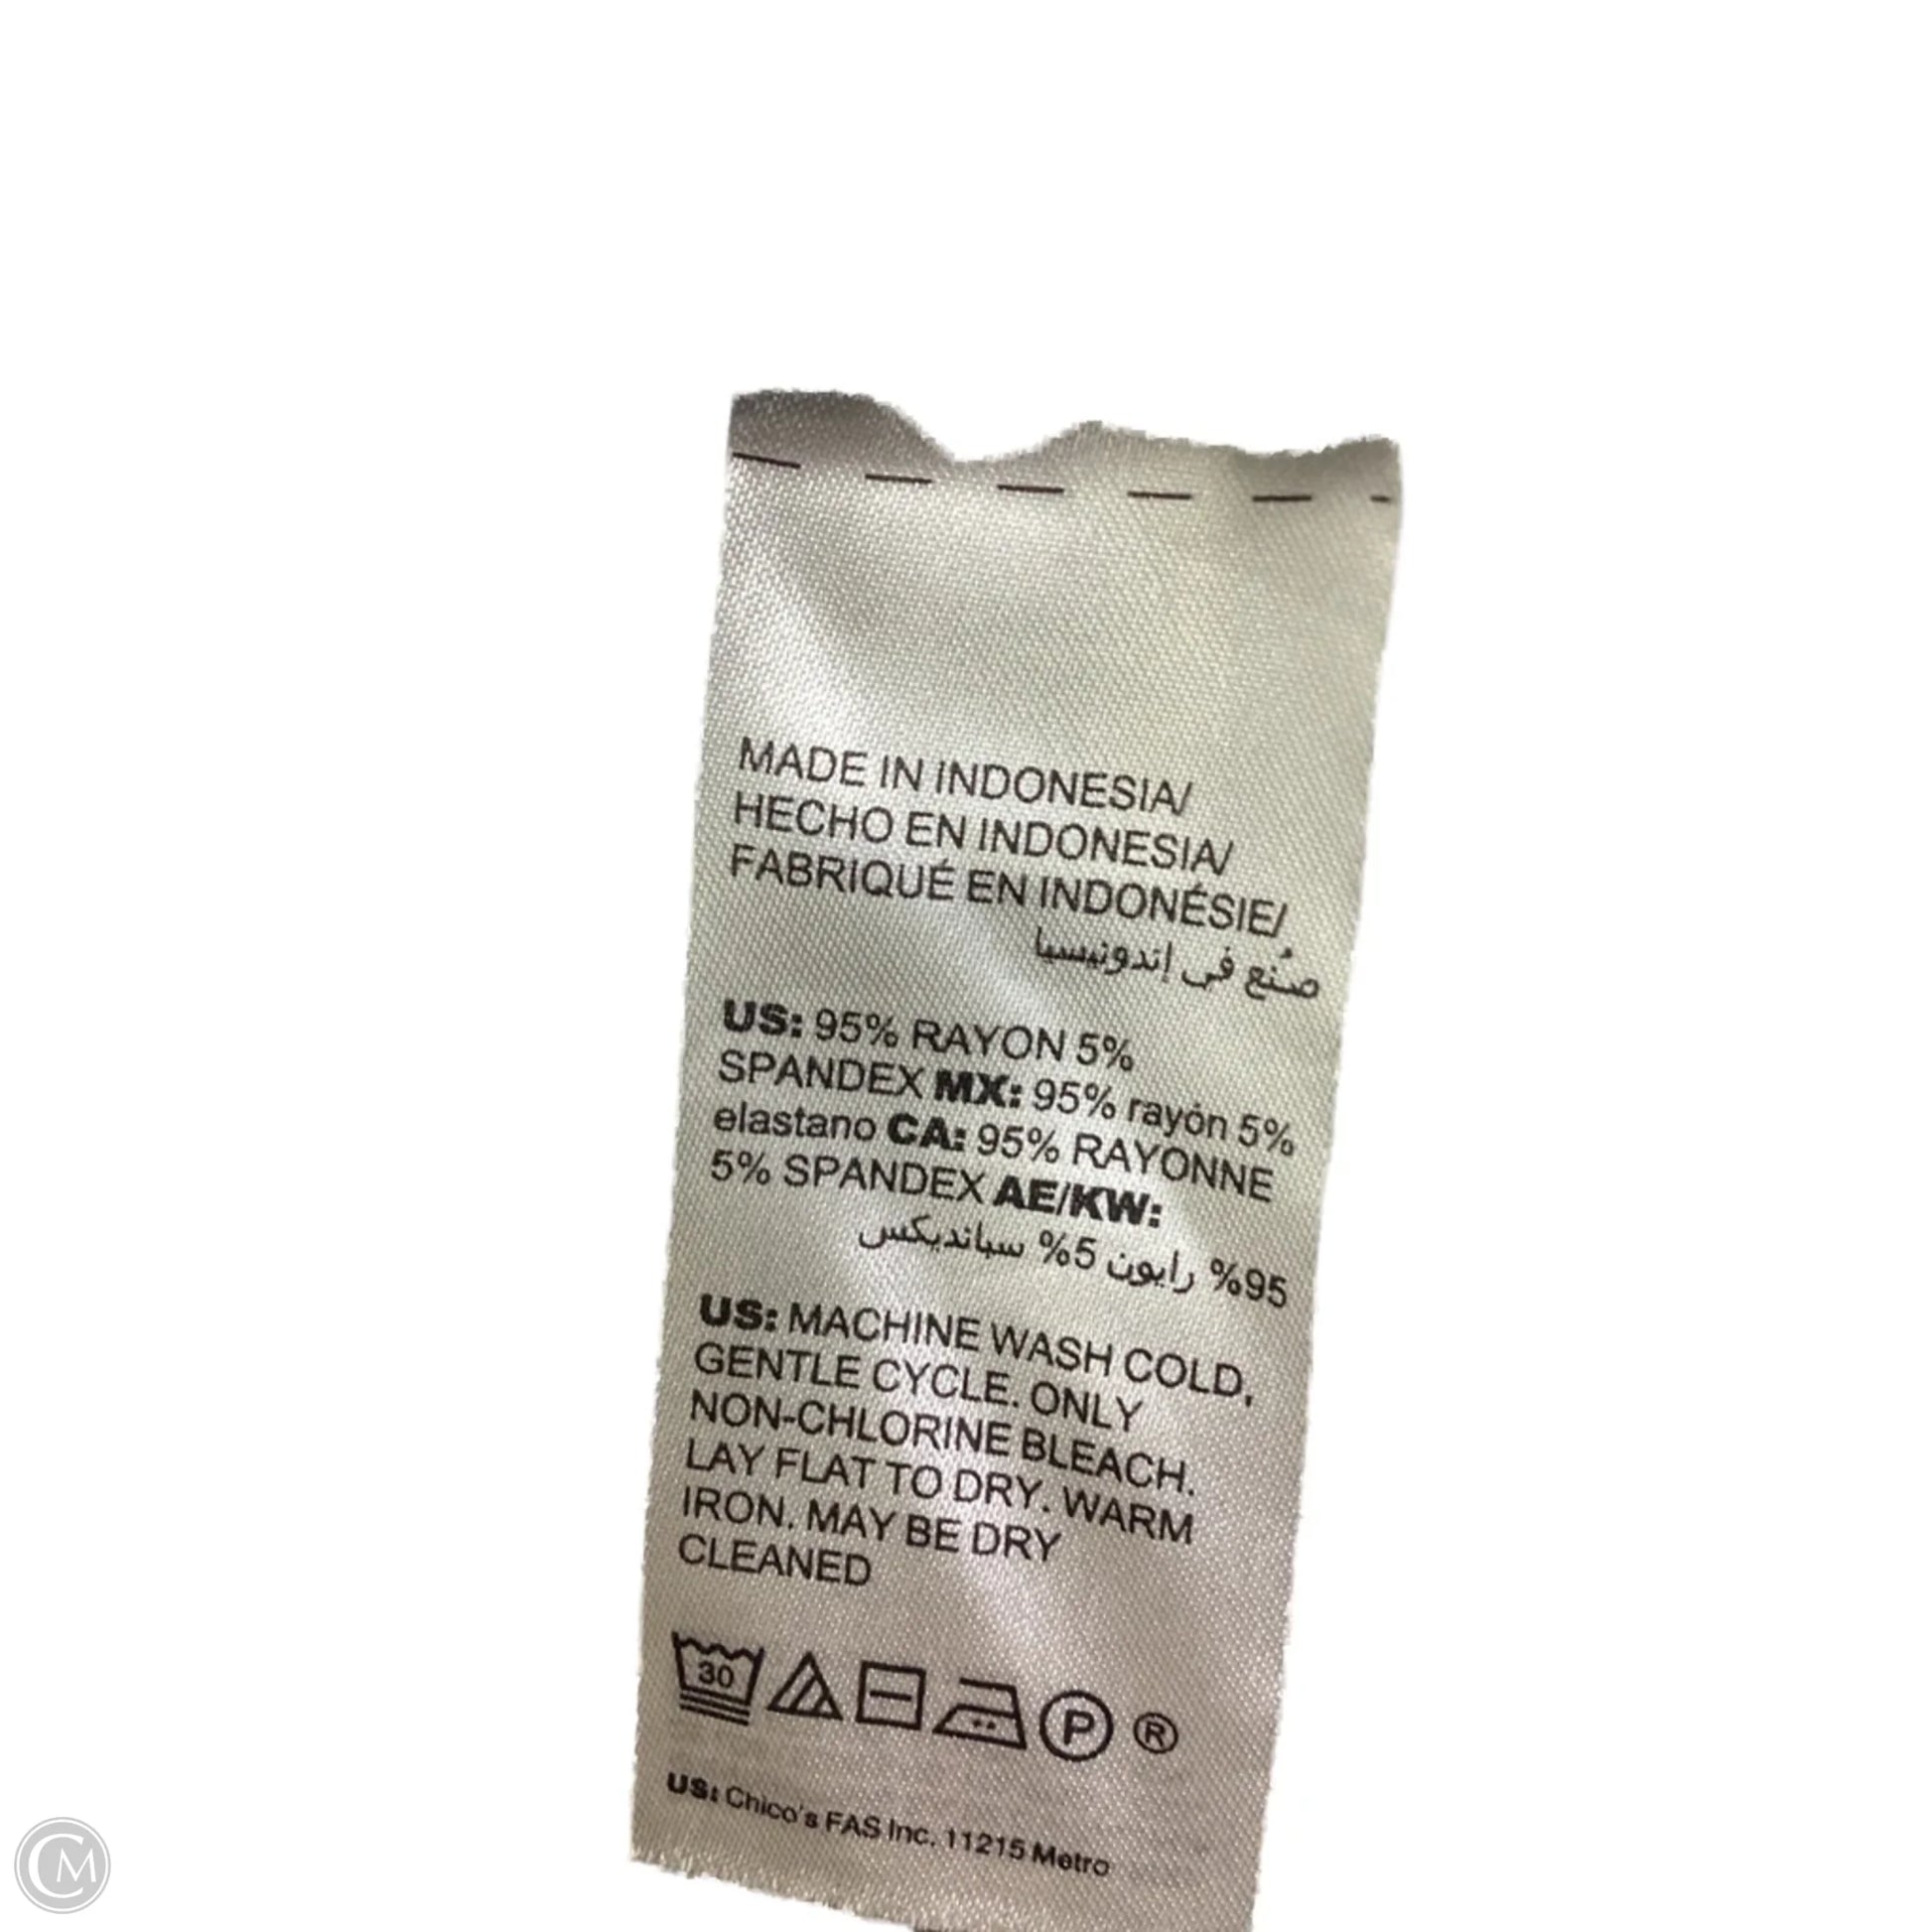 MADE IN INDONESIA/
HECHO EN INDONESIA/
FABRIQUÉ EN INDONÉSIE/
صُنع في إندونيسيا
US: 95% RAYON 5%
SPANDEX MX: 95% rayón 5%
elastano CA: 95% RAYONNE
5% SPANDEX AE/KW:
95% رايون 5% سبانديكس
US: MACHINE WASH COLD,
GENTLE CYCLE. ONLY
NON-CHLORINE BLEACH.
LAY FLAT TO DRY. WARM
IRON. MAY BE DRY
CLEANED
30 P ®
US: Chico's FAS Inc. 11215 Metro
CM